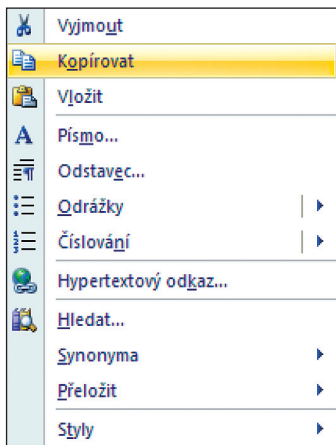 Vyjmout
Kopírovat
Vložit
Písmo...
Odstavec...
Odrážky
Číslování
Hypertextový odkaz...
Hledat...
Synonyma
Přeložit
Styly